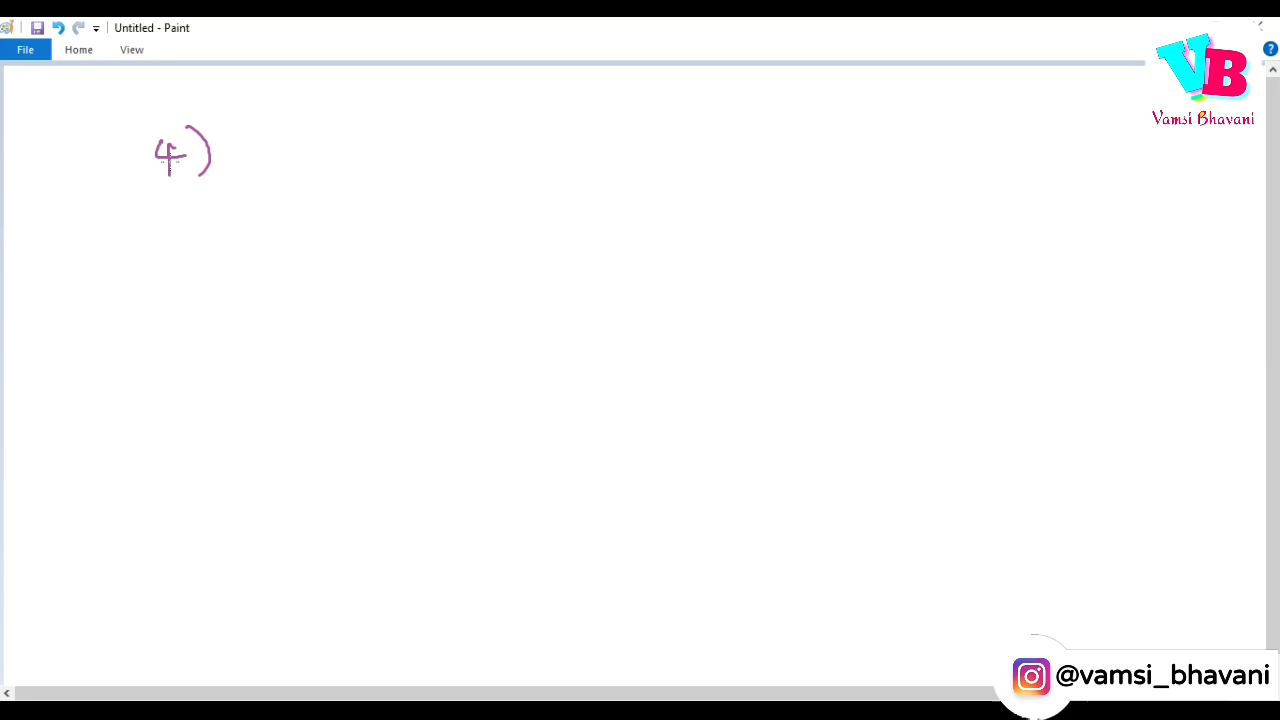 Untitled - Paint
File Home View
VB
Vamsi Bhavani
4)
@vamsi_bhavani